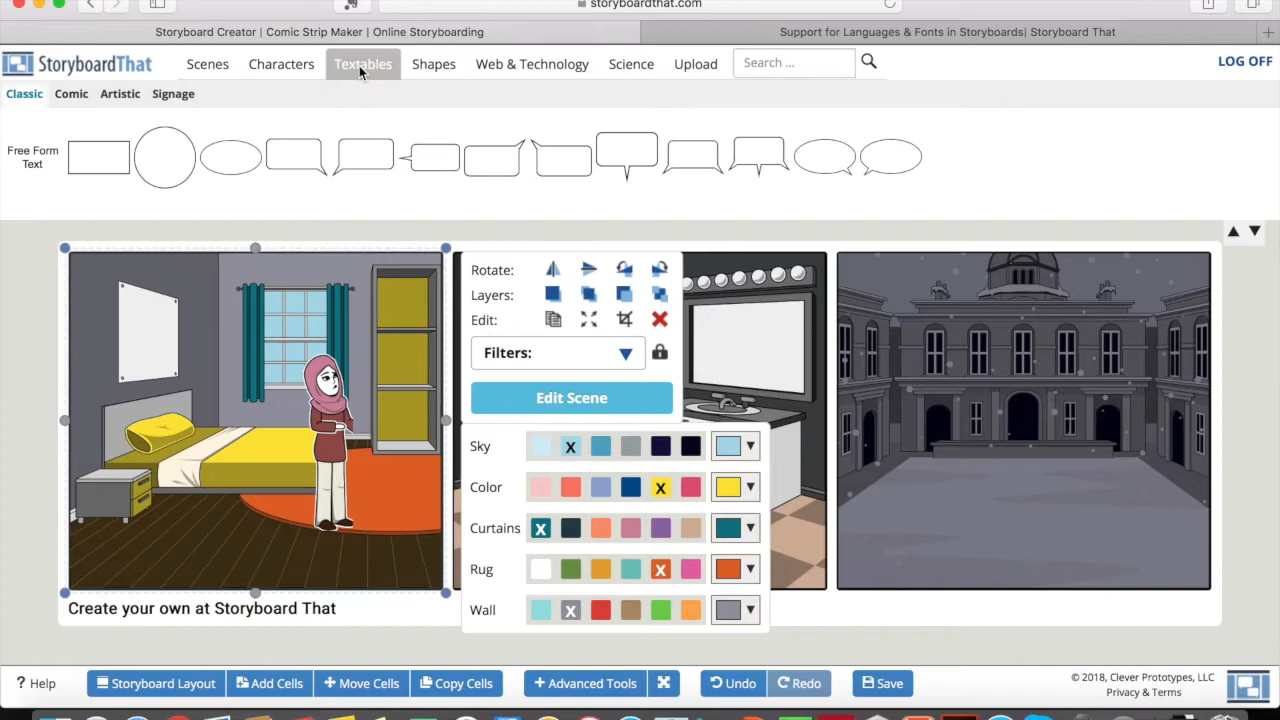 storyboardthat.com
Storyboard Creator | Comic Strip Maker | Online Storyboarding
Support for Languages & Fonts in Storyboards| Storyboard That
StoryboardThat
Scenes
Characters
Textables
Shapes
Web & Technology
Science
Upload
Search ...
LOG OFF
Classic
Comic
Artistic
Signage
Free Form
Text
Rotate:
Layers:
Edit:
Filters:
Edit Scene
Sky
X
Color
X
Curtains
X
Rug
X
Wall
X
Create your own at Storyboard That
? Help
Storyboard Layout
Add Cells
Move Cells
Copy Cells
Advanced Tools
Undo
Redo
Save
© 2018, Clever Prototypes, LLC
Privacy & Terms